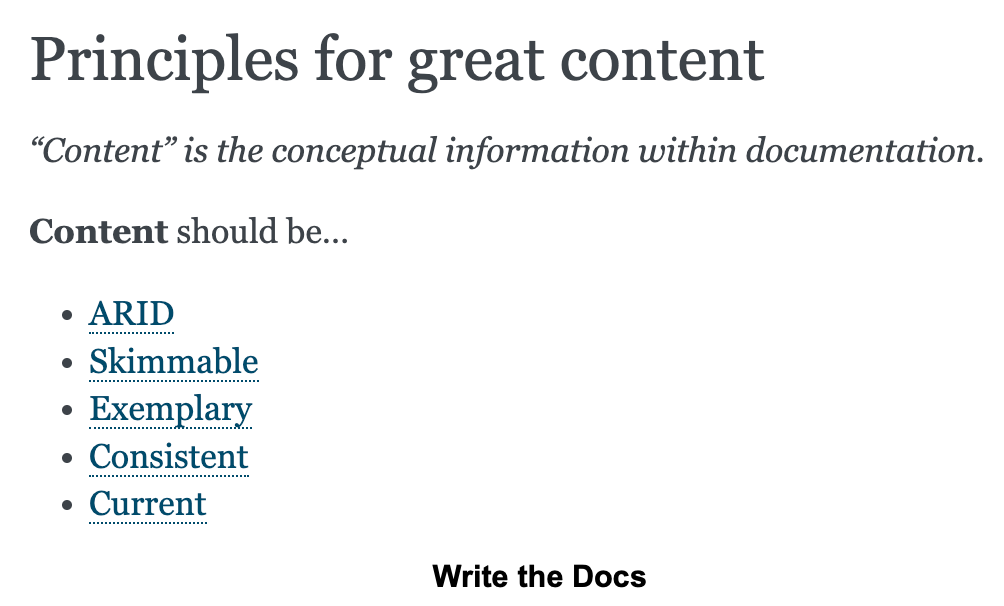 Principles for great content
“Content” is the conceptual information within documentation.
Content should be...
• ARID
• Skimmable
• Exemplary
• Consistent
• Current
Write the Docs